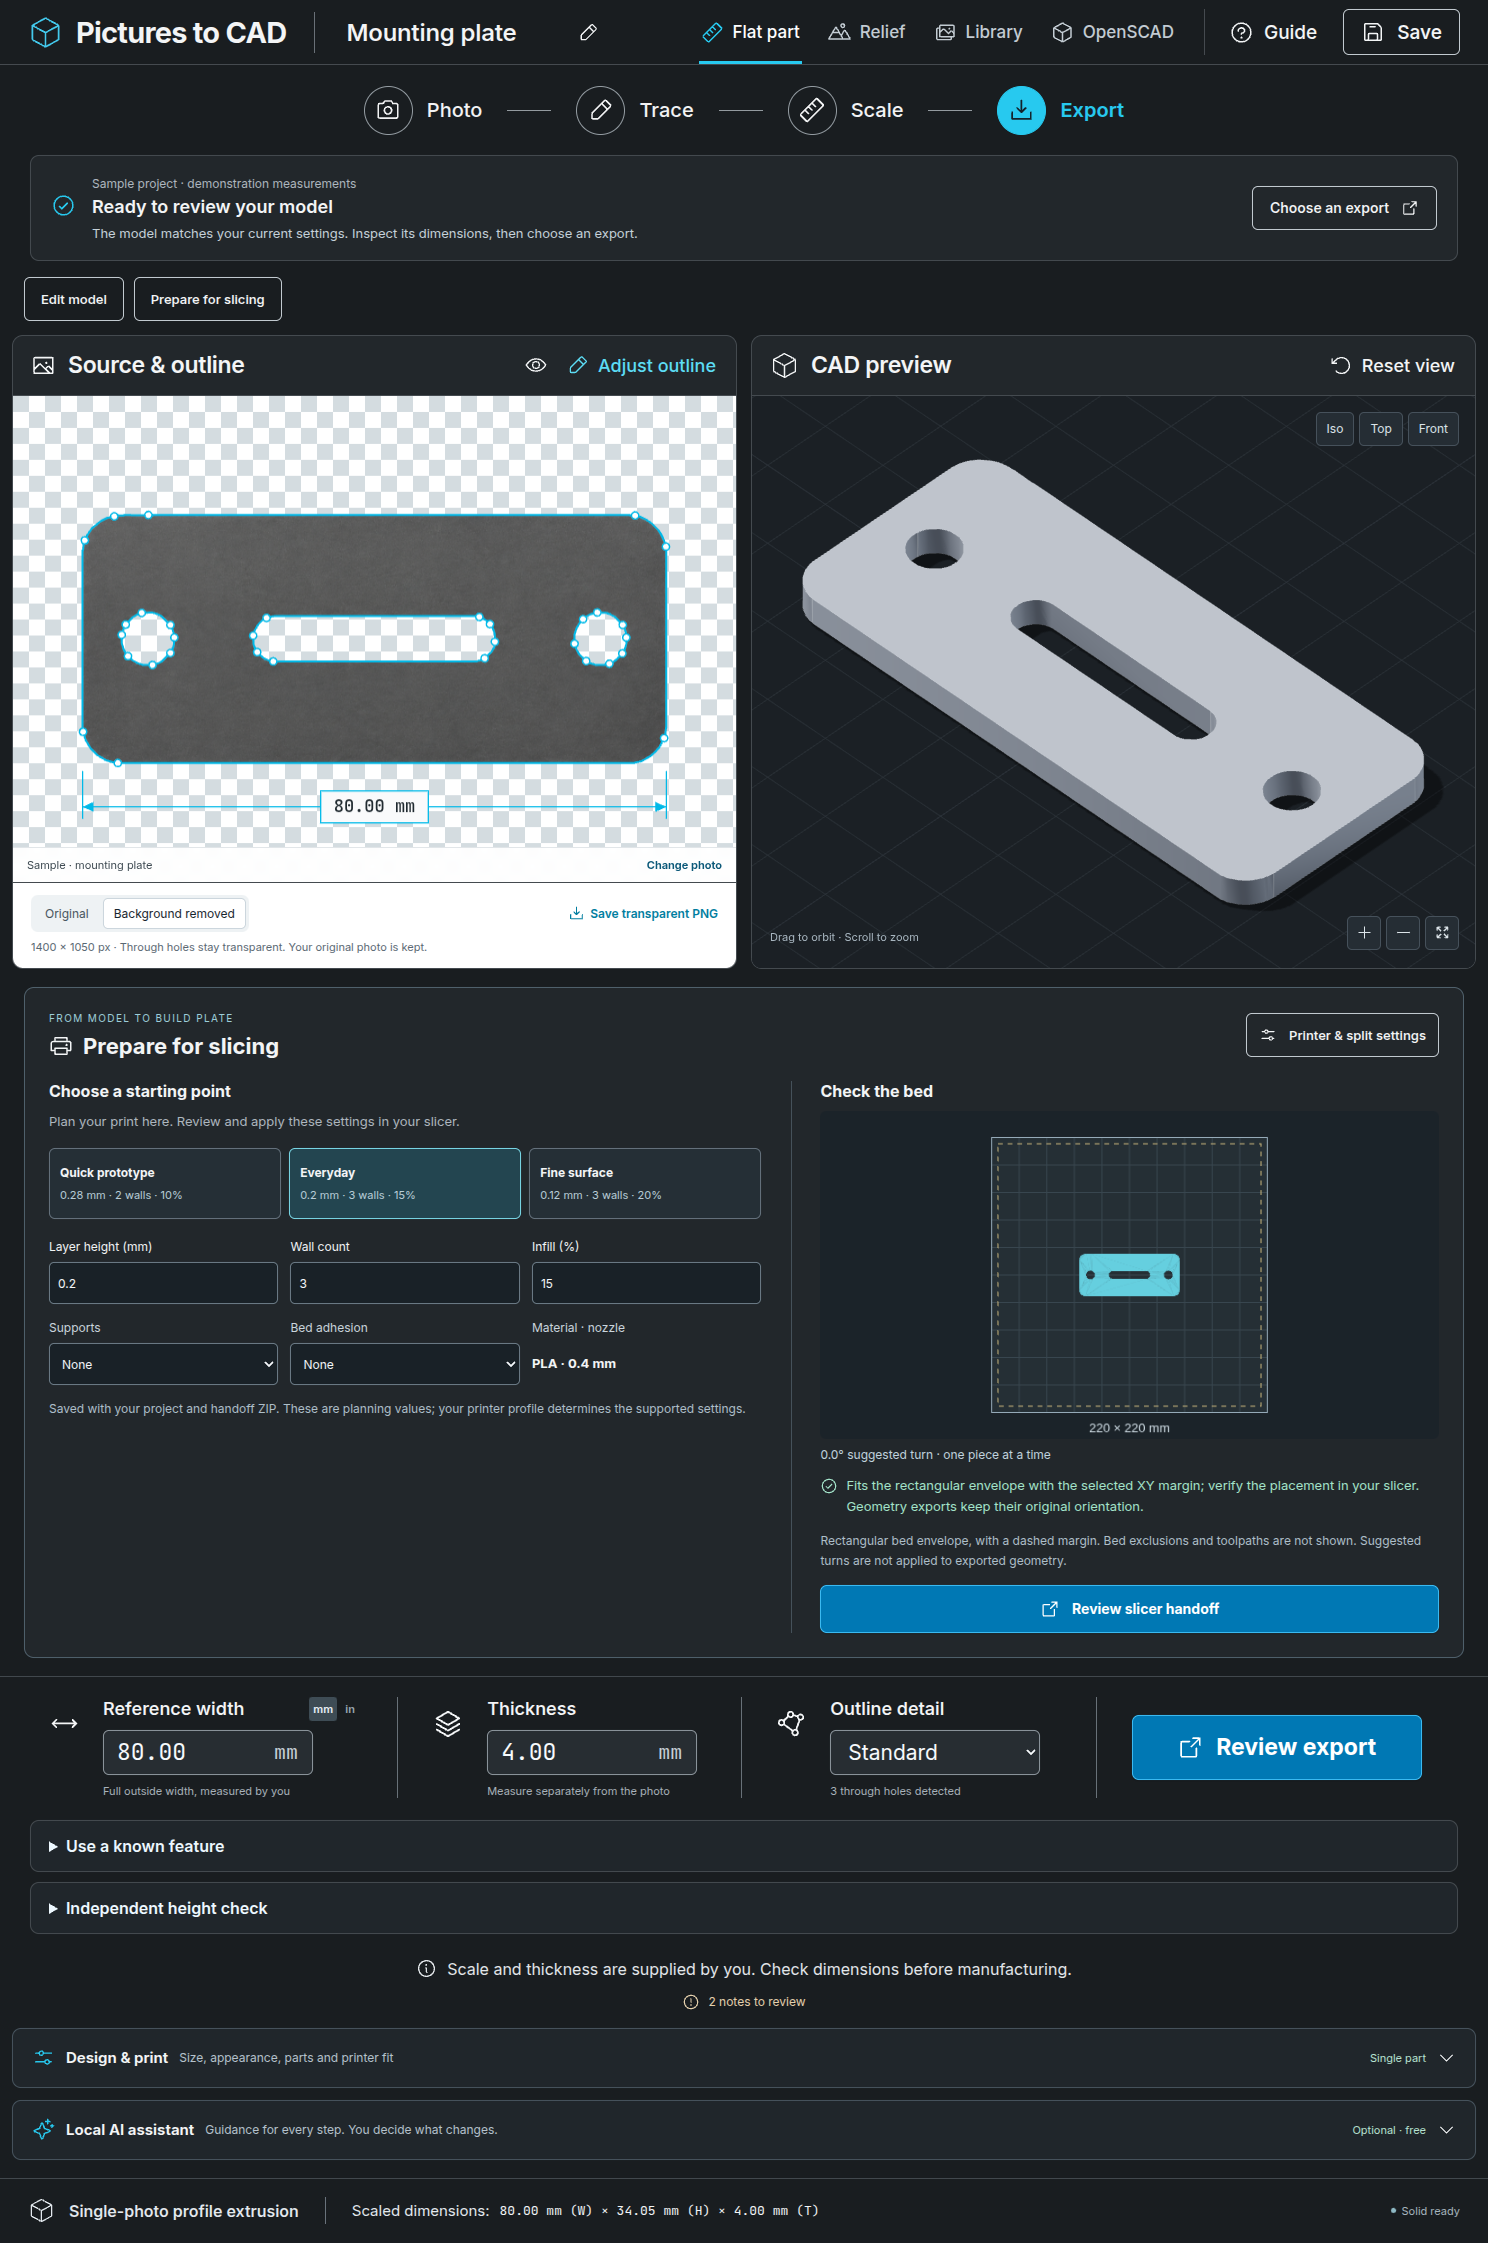 Pictures to CAD
Mounting plate
Flat part
Relief
Library
OpenSCAD
Guide
Save
Photo
Trace
Scale
Export
Sample project · demonstration measurements
Ready to review your model
The model matches your current settings. Inspect its dimensions, then choose an export.
Choose an export
Edit model
Prepare for slicing
Source & outline
Adjust outline
80.00 mm
Sample · mounting plate
Change photo
Original
Background removed
Save transparent PNG
1400 × 1050 px · Through holes stay transparent. Your original photo is kept.
CAD preview
Reset view
Iso
Top
Front
Drag to orbit · Scroll to zoom
FROM MODEL TO BUILD PLATE
Prepare for slicing
Printer & split settings
Choose a starting point
Plan your print here. Review and apply these settings in your slicer.
Quick prototype
0.28 mm · 2 walls · 10%
Everyday
0.2 mm · 3 walls · 15%
Fine surface
0.12 mm · 3 walls · 20%
Layer height (mm)
0.2
Wall count
3
Infill (%)
15
Supports
None
Bed adhesion
None
Material · nozzle
PLA · 0.4 mm
Saved with your project and handoff ZIP. These are planning values; your printer profile determines the supported settings.
Check the bed
220 × 220 mm
0.0° suggested turn · one piece at a time
Fits the rectangular envelope with the selected XY margin; verify the placement in your slicer.
Geometry exports keep their original orientation.
Rectangular bed envelope, with a dashed margin. Bed exclusions and toolpaths are not shown. Suggested
turns are not applied to exported geometry.
Review slicer handoff
Reference width
mm in
80.00 mm
Full outside width, measured by you
Thickness
4.00 mm
Measure separately from the photo
Outline detail
Standard
3 through holes detected
Review export
Use a known feature
Independent height check
Scale and thickness are supplied by you. Check dimensions before manufacturing.
2 notes to review
Design & print
Size, appearance, parts and printer fit
Single part
Local AI assistant
Guidance for every step. You decide what changes.
Optional · free
Single-photo profile extrusion
Scaled dimensions: 80.00 mm (W) × 34.05 mm (H) × 4.00 mm (T)
Solid ready